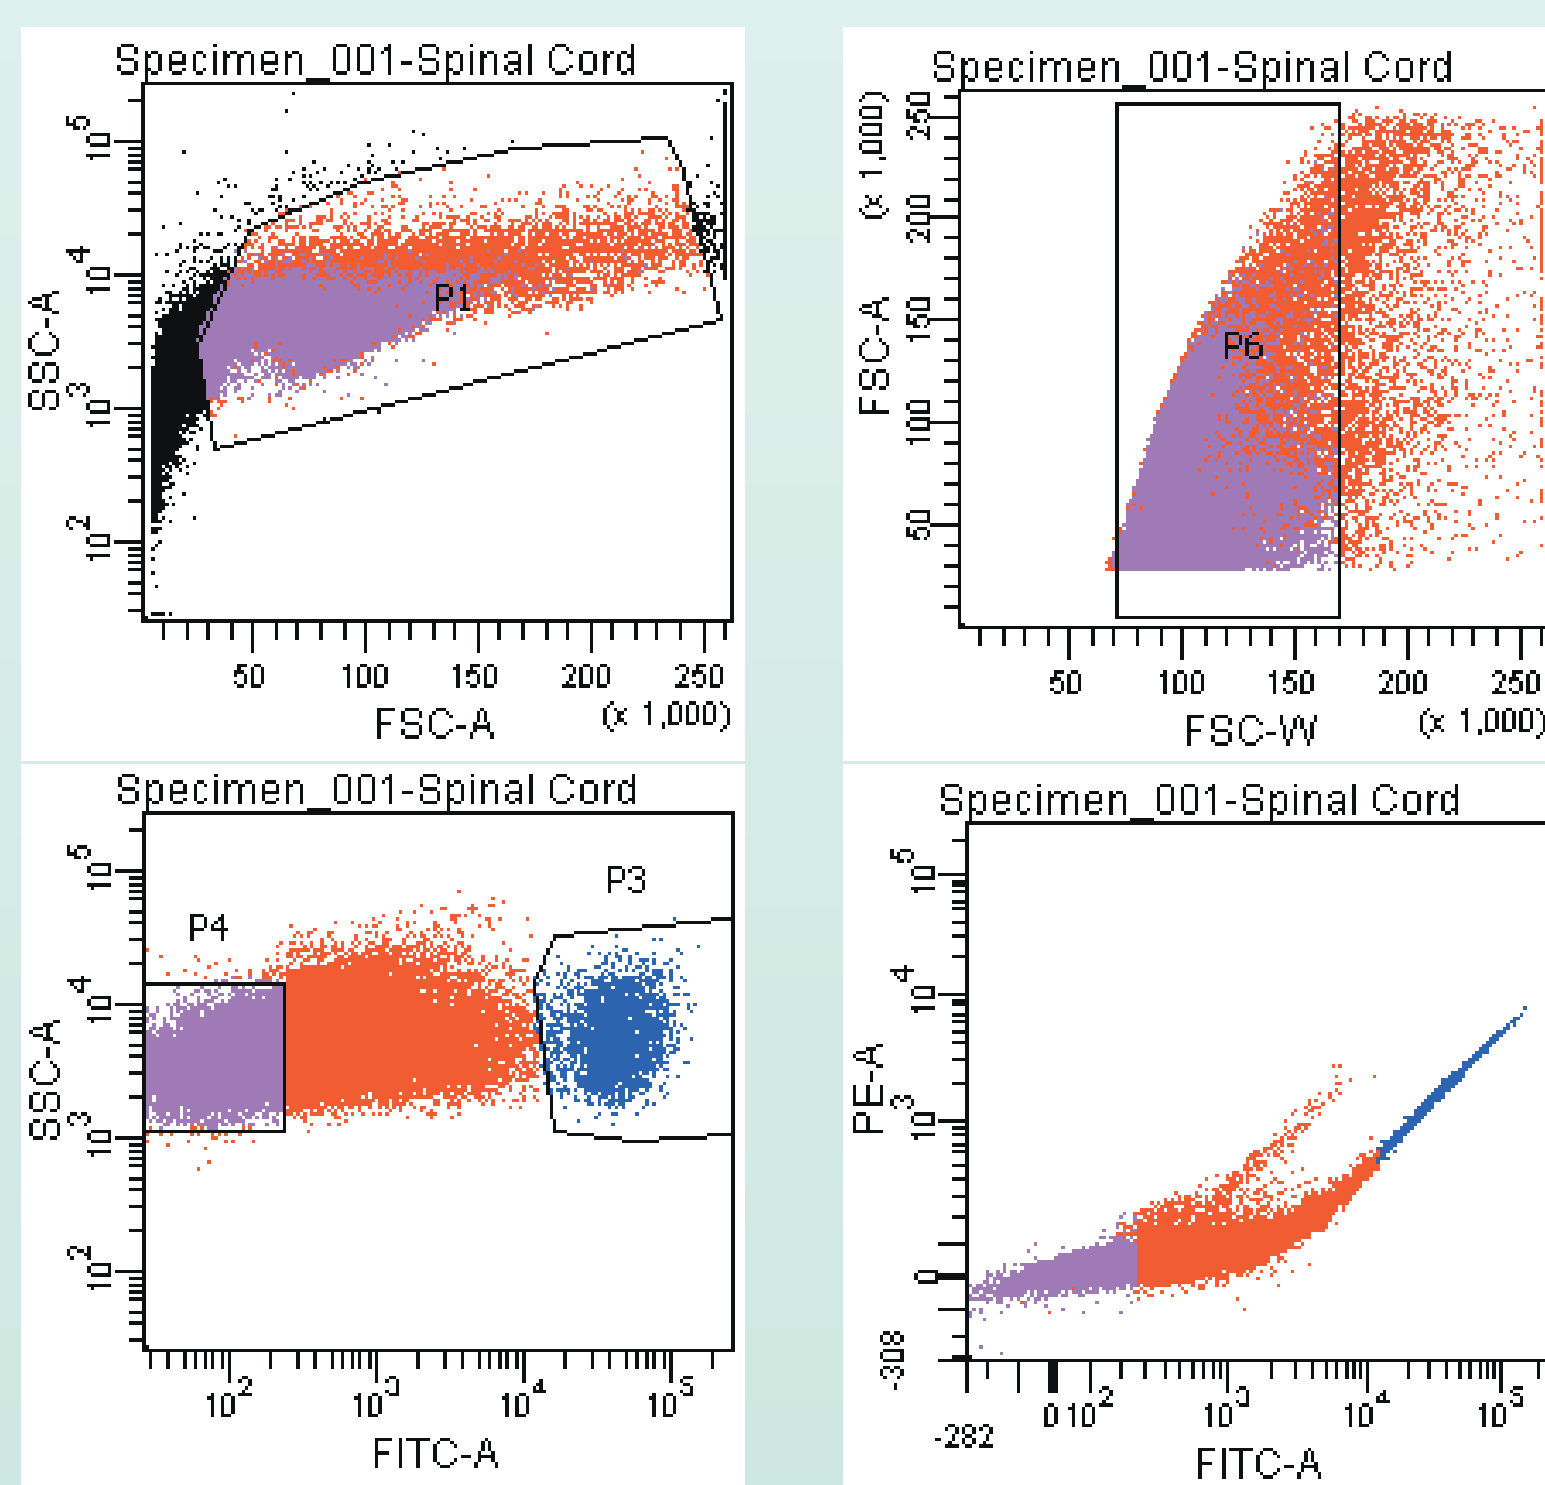 Specimen_001-Spinal Cord
SSC-A
10^5
10^4
10^3
10^2
P1
50 100 150 200 250
FSC-A (x 1,000)
Specimen_001-Spinal Cord
FSC-A (x 1,000)
250
200
150
100
50
P6
50 100 150 200 250
FSC-W (x 1,000)
Specimen_001-Spinal Cord
SSC-A
10^5
10^4
10^3
10^2
P4
P3
10^2 10^3 10^4 10^5
FITC-A
Specimen_001-Spinal Cord
PE-A
10^5
10^4
10^3
0
-308
-282 0 10^2 10^3 10^4 10^5
FITC-A